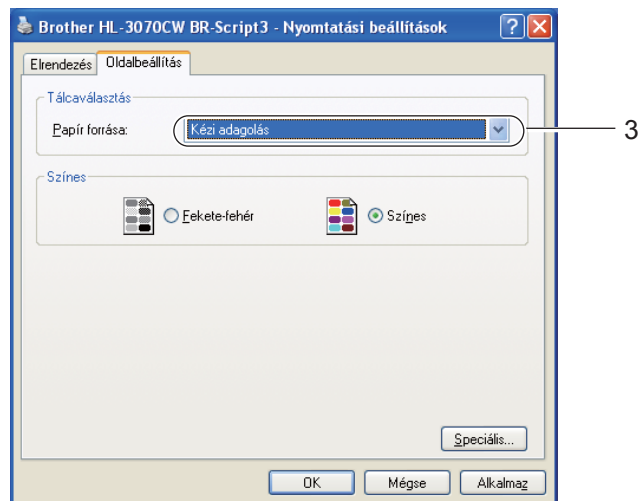 Brother HL-3070CW BR-Script3 - Nyomtatási beállítások
Elrendezés Oldalbeállítás
Tálcaválasztás
Papír forrása: Kézi adagolás 3
Színes
Fekete-fehér Színes
Speciális...
OK Mégse Alkalmaz